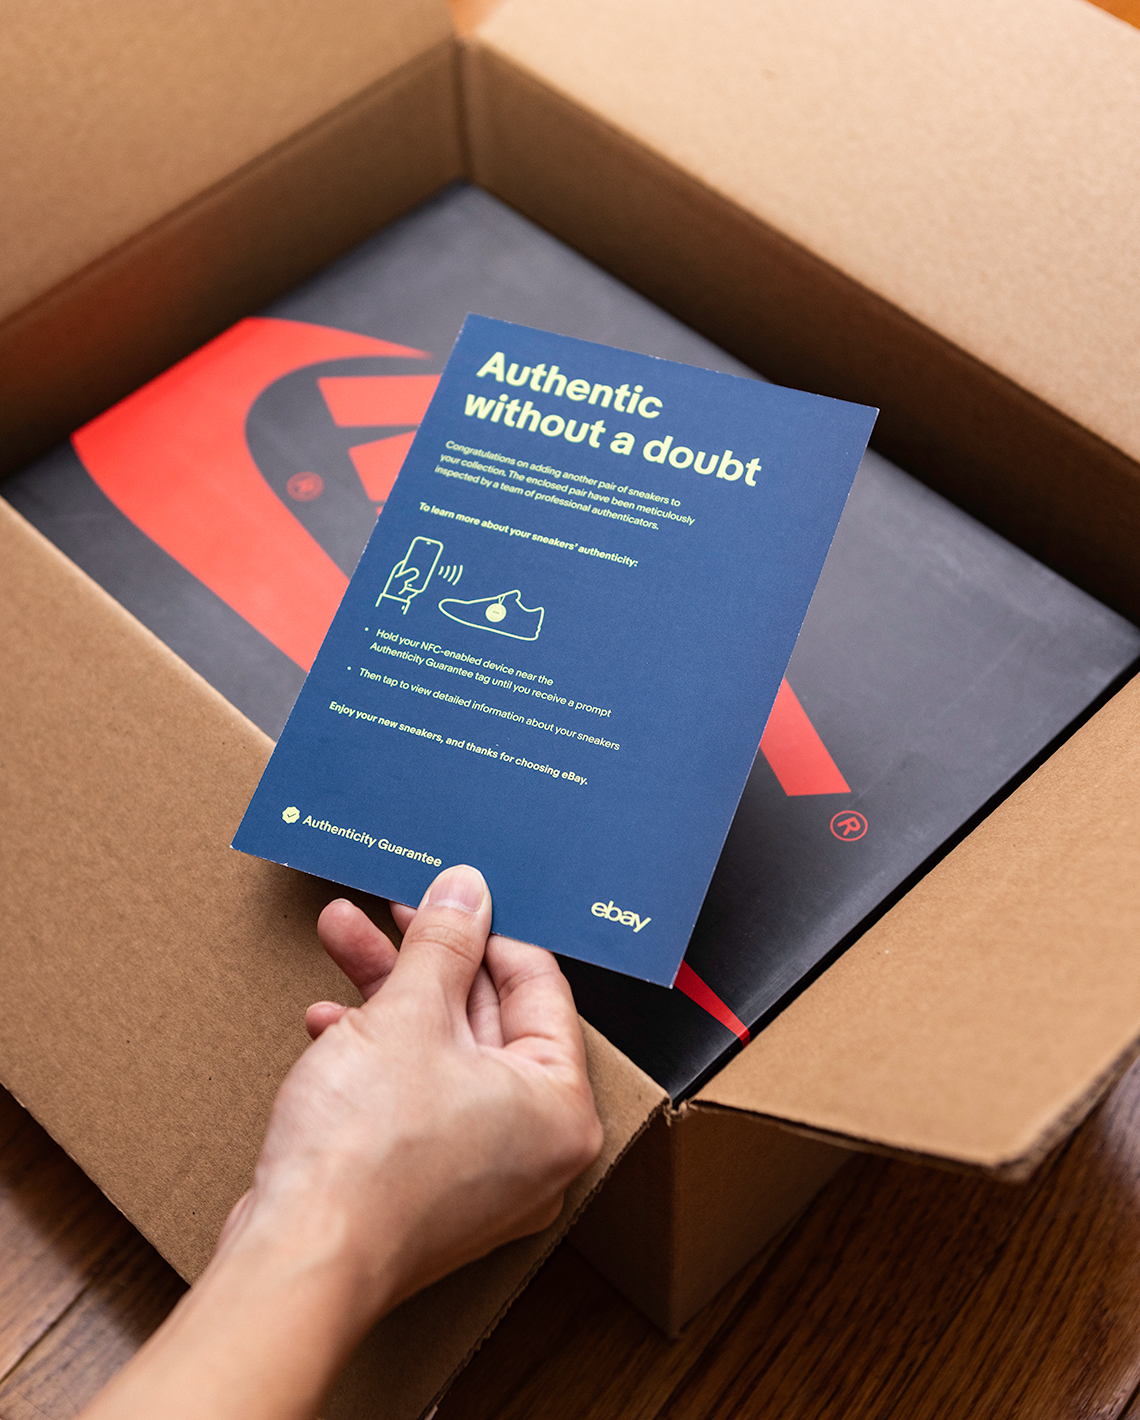 Authentic
without a doubt
Congratulations on adding another pair of sneakers to
your collection. The enclosed pair have been meticulously
inspected by a team of professional authenticators.
To learn more about your sneakers' authenticity:
• Hold your NFC-enabled device near the
Authenticity Guarantee tag until you receive a prompt
• Then tap to view detailed information about your sneakers
Enjoy your new sneakers, and thanks for choosing eBay.
Authenticity Guarantee
ebay
®
®